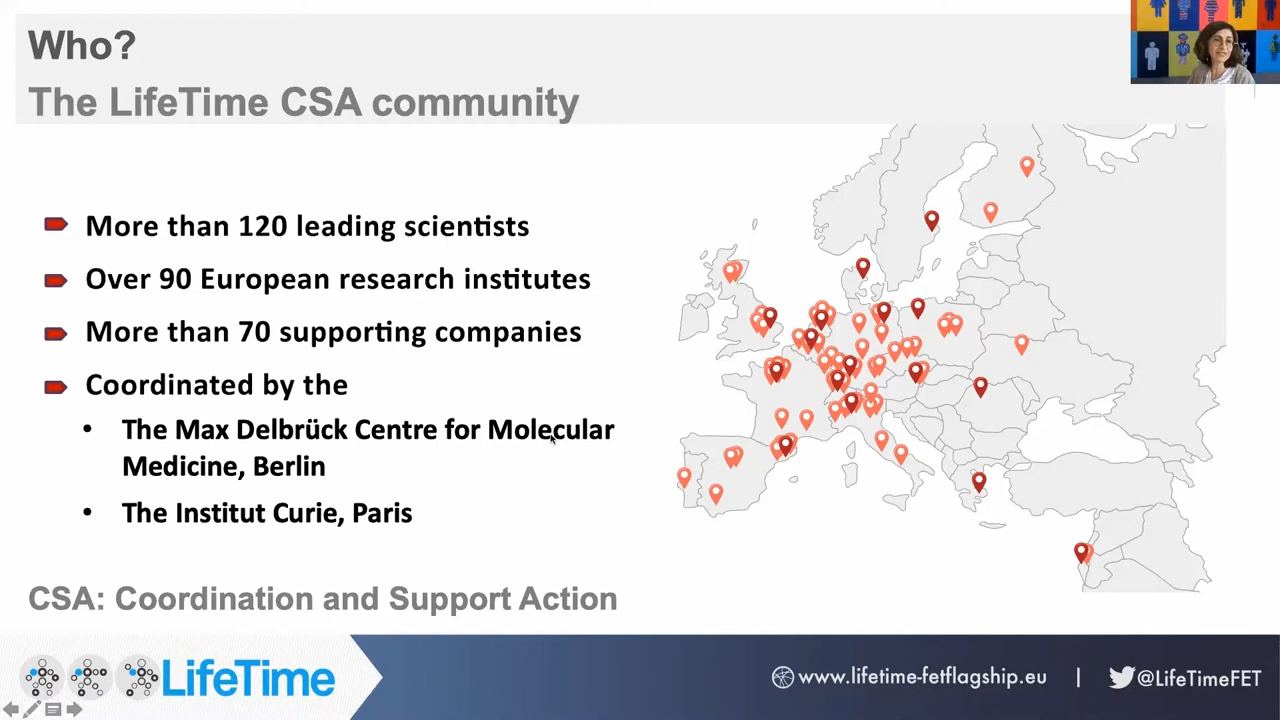 Who?
The LifeTime CSA community
More than 120 leading scientists
Over 90 European research institutes
More than 70 supporting companies
Coordinated by the
• The Max Delbrück Centre for Molecular
Medicine, Berlin
• The Institut Curie, Paris
CSA: Coordination and Support Action
LifeTime
www.lifetime-fetflagship.eu | @LifeTimeFET